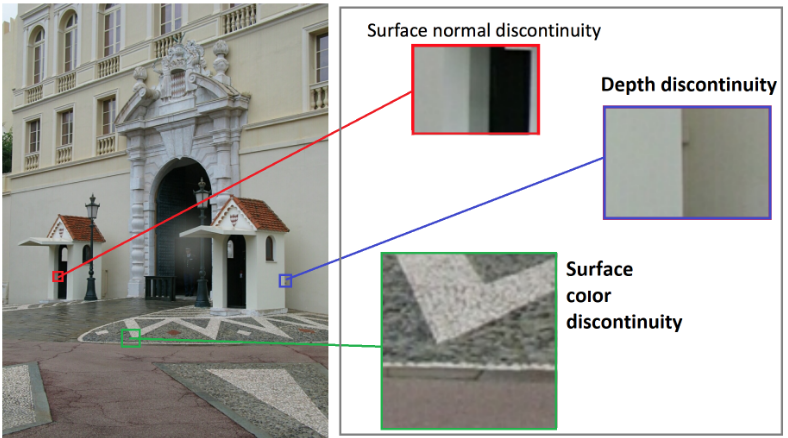 Surface normal discontinuity
Depth discontinuity
Surface
color
discontinuity